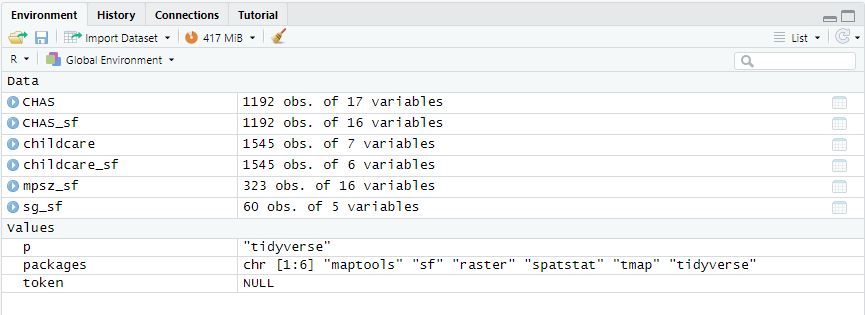 Environment History Connections Tutorial
Import Dataset 417 MiB List
R Global Environment
Data
CHAS 1192 obs. of 17 variables
CHAS_sf 1192 obs. of 16 variables
childcare 1545 obs. of 7 variables
childcare_sf 1545 obs. of 6 variables
mpsz_sf 323 obs. of 16 variables
sg_sf 60 obs. of 5 variables
Values
p "tidyverse"
packages chr [1:6] "maptools" "sf" "raster" "spatstat" "tmap" "tidyverse"
token NULL